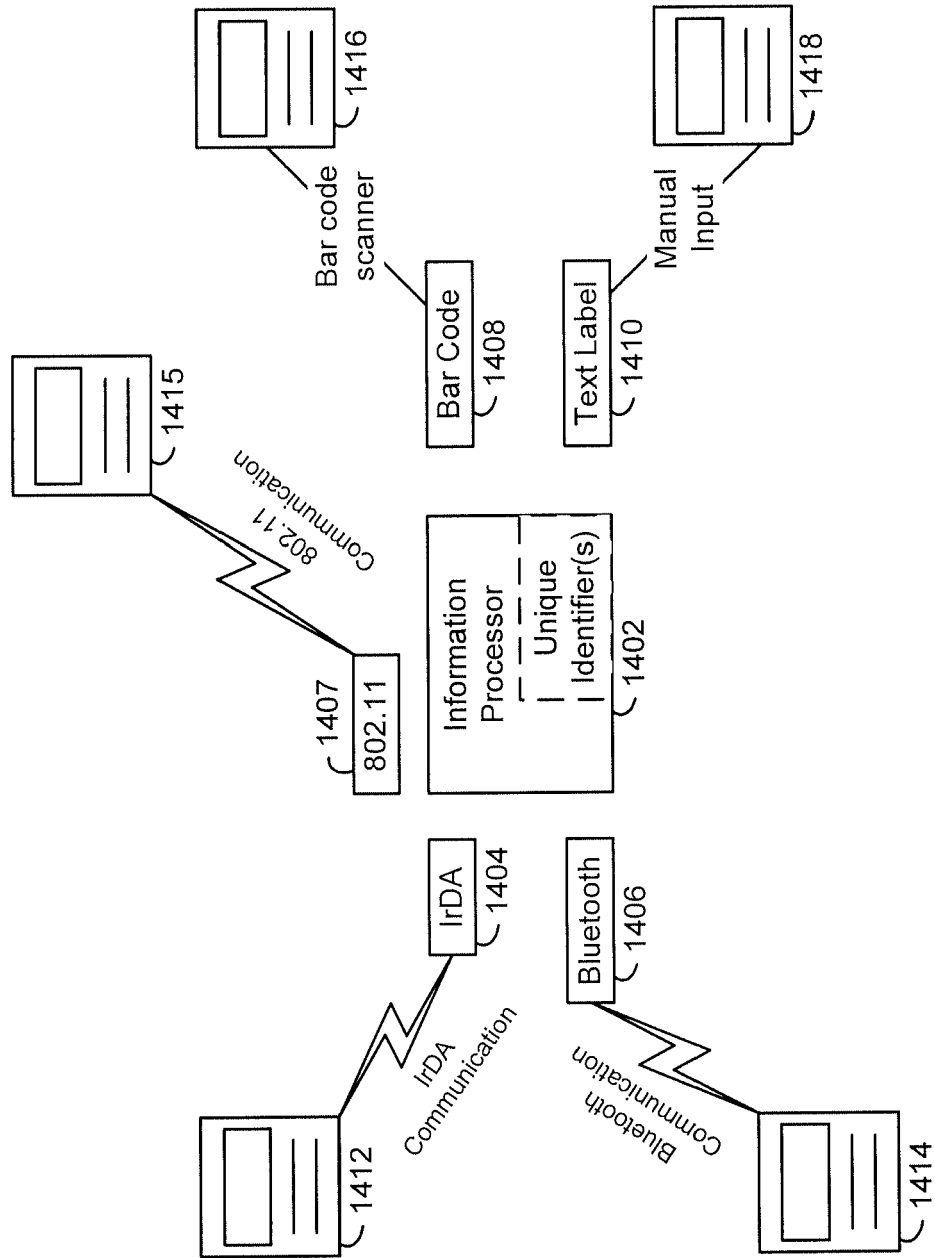 1412
IrDA
Communication
IrDA
1404
1414
Bluetooth
Communication
Bluetooth
1406
1407
802.11
802.11
Communication
1415
Information
Processor
Unique
Identifier(s)
1402
Bar Code
1408
Bar code
scanner
1416
Text Label
1410
Manual
Input
1418